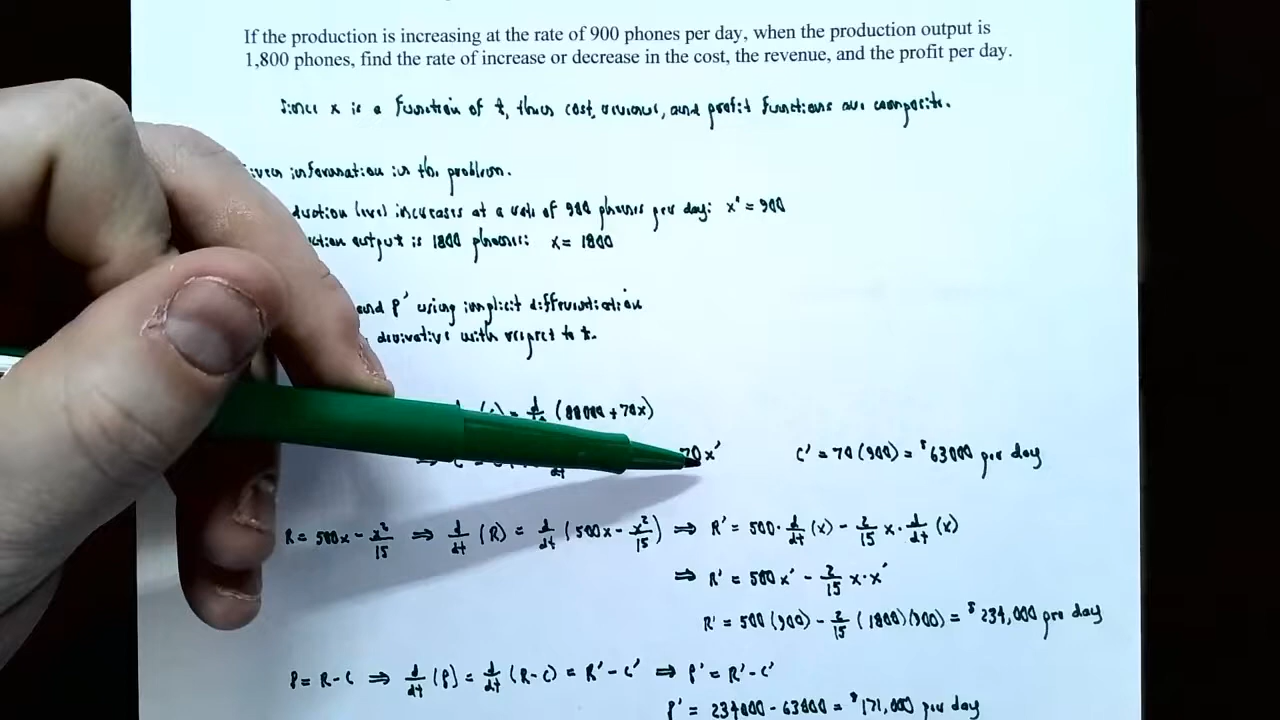 If the production is increasing at the rate of 900 phones per day, when the production output is
1,800 phones, find the rate of increase or decrease in the cost, the revenue, and the profit per day.
Since x is a function of t, thus cost, revenue, and profit functions are composite.
information in the problem.
level increases at a rate of 900 phones per day: x' = 900
output is 1800 phones: x = 1800
and P' using implicit differentiation
derivative with respect to t.
(80000 + 70x)
70x' C' = 70(900) = $63000 per day
R = 500x - x²/15 ⇒ d/dt (R) = d/dt (500x - x²/15) ⇒ R' = 500 · d/dt (x) - 2/15 x · d/dt (x)
⇒ R' = 500x' - 2/15 x · x'
R' = 500(900) - 2/15 (1800)(900) = $234,000 per day
P = R - C ⇒ d/dt (P) = d/dt (R - C) = R' - C' ⇒ P' = R' - C'
P' = 234000 - 63000 = $171,000 per day